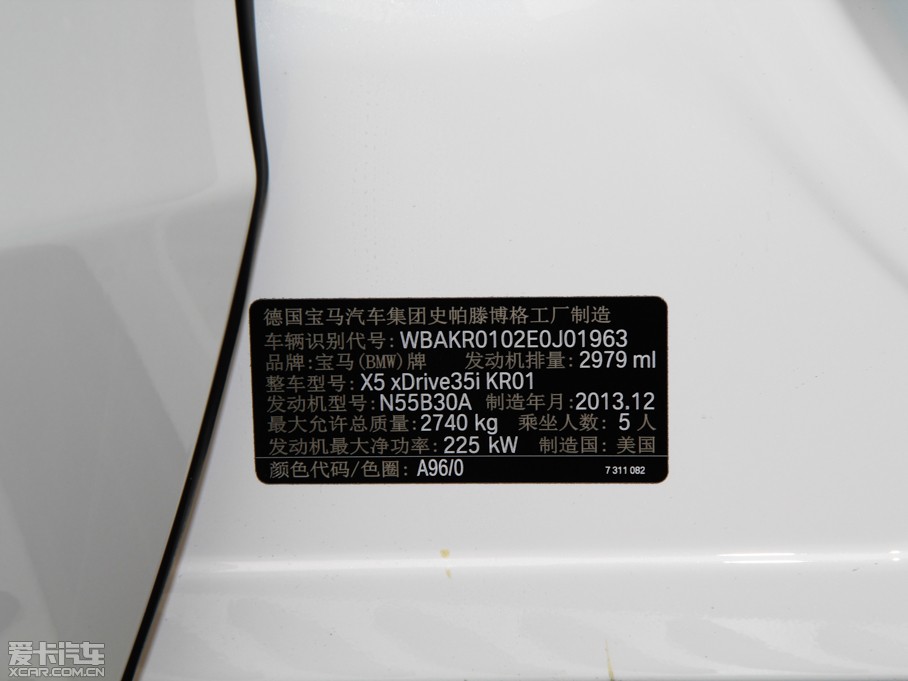 德国宝马汽车集团史帕滕博格工厂制造
车辆识别代号: WBAKR0102E0J01963
品牌:宝马(BMW)牌 发动机排量: 2979 ml
整车型号: X5 xDrive35i KR01
发动机型号: N55B30A 制造年月: 2013.12
最大允许总质量: 2740 kg 乘坐人数: 5 人
发动机最大净功率: 225 kW 制造国: 美国
颜色代码/色圈: A96/0 7 311 082
爱卡汽车
XCAR.COM.CN